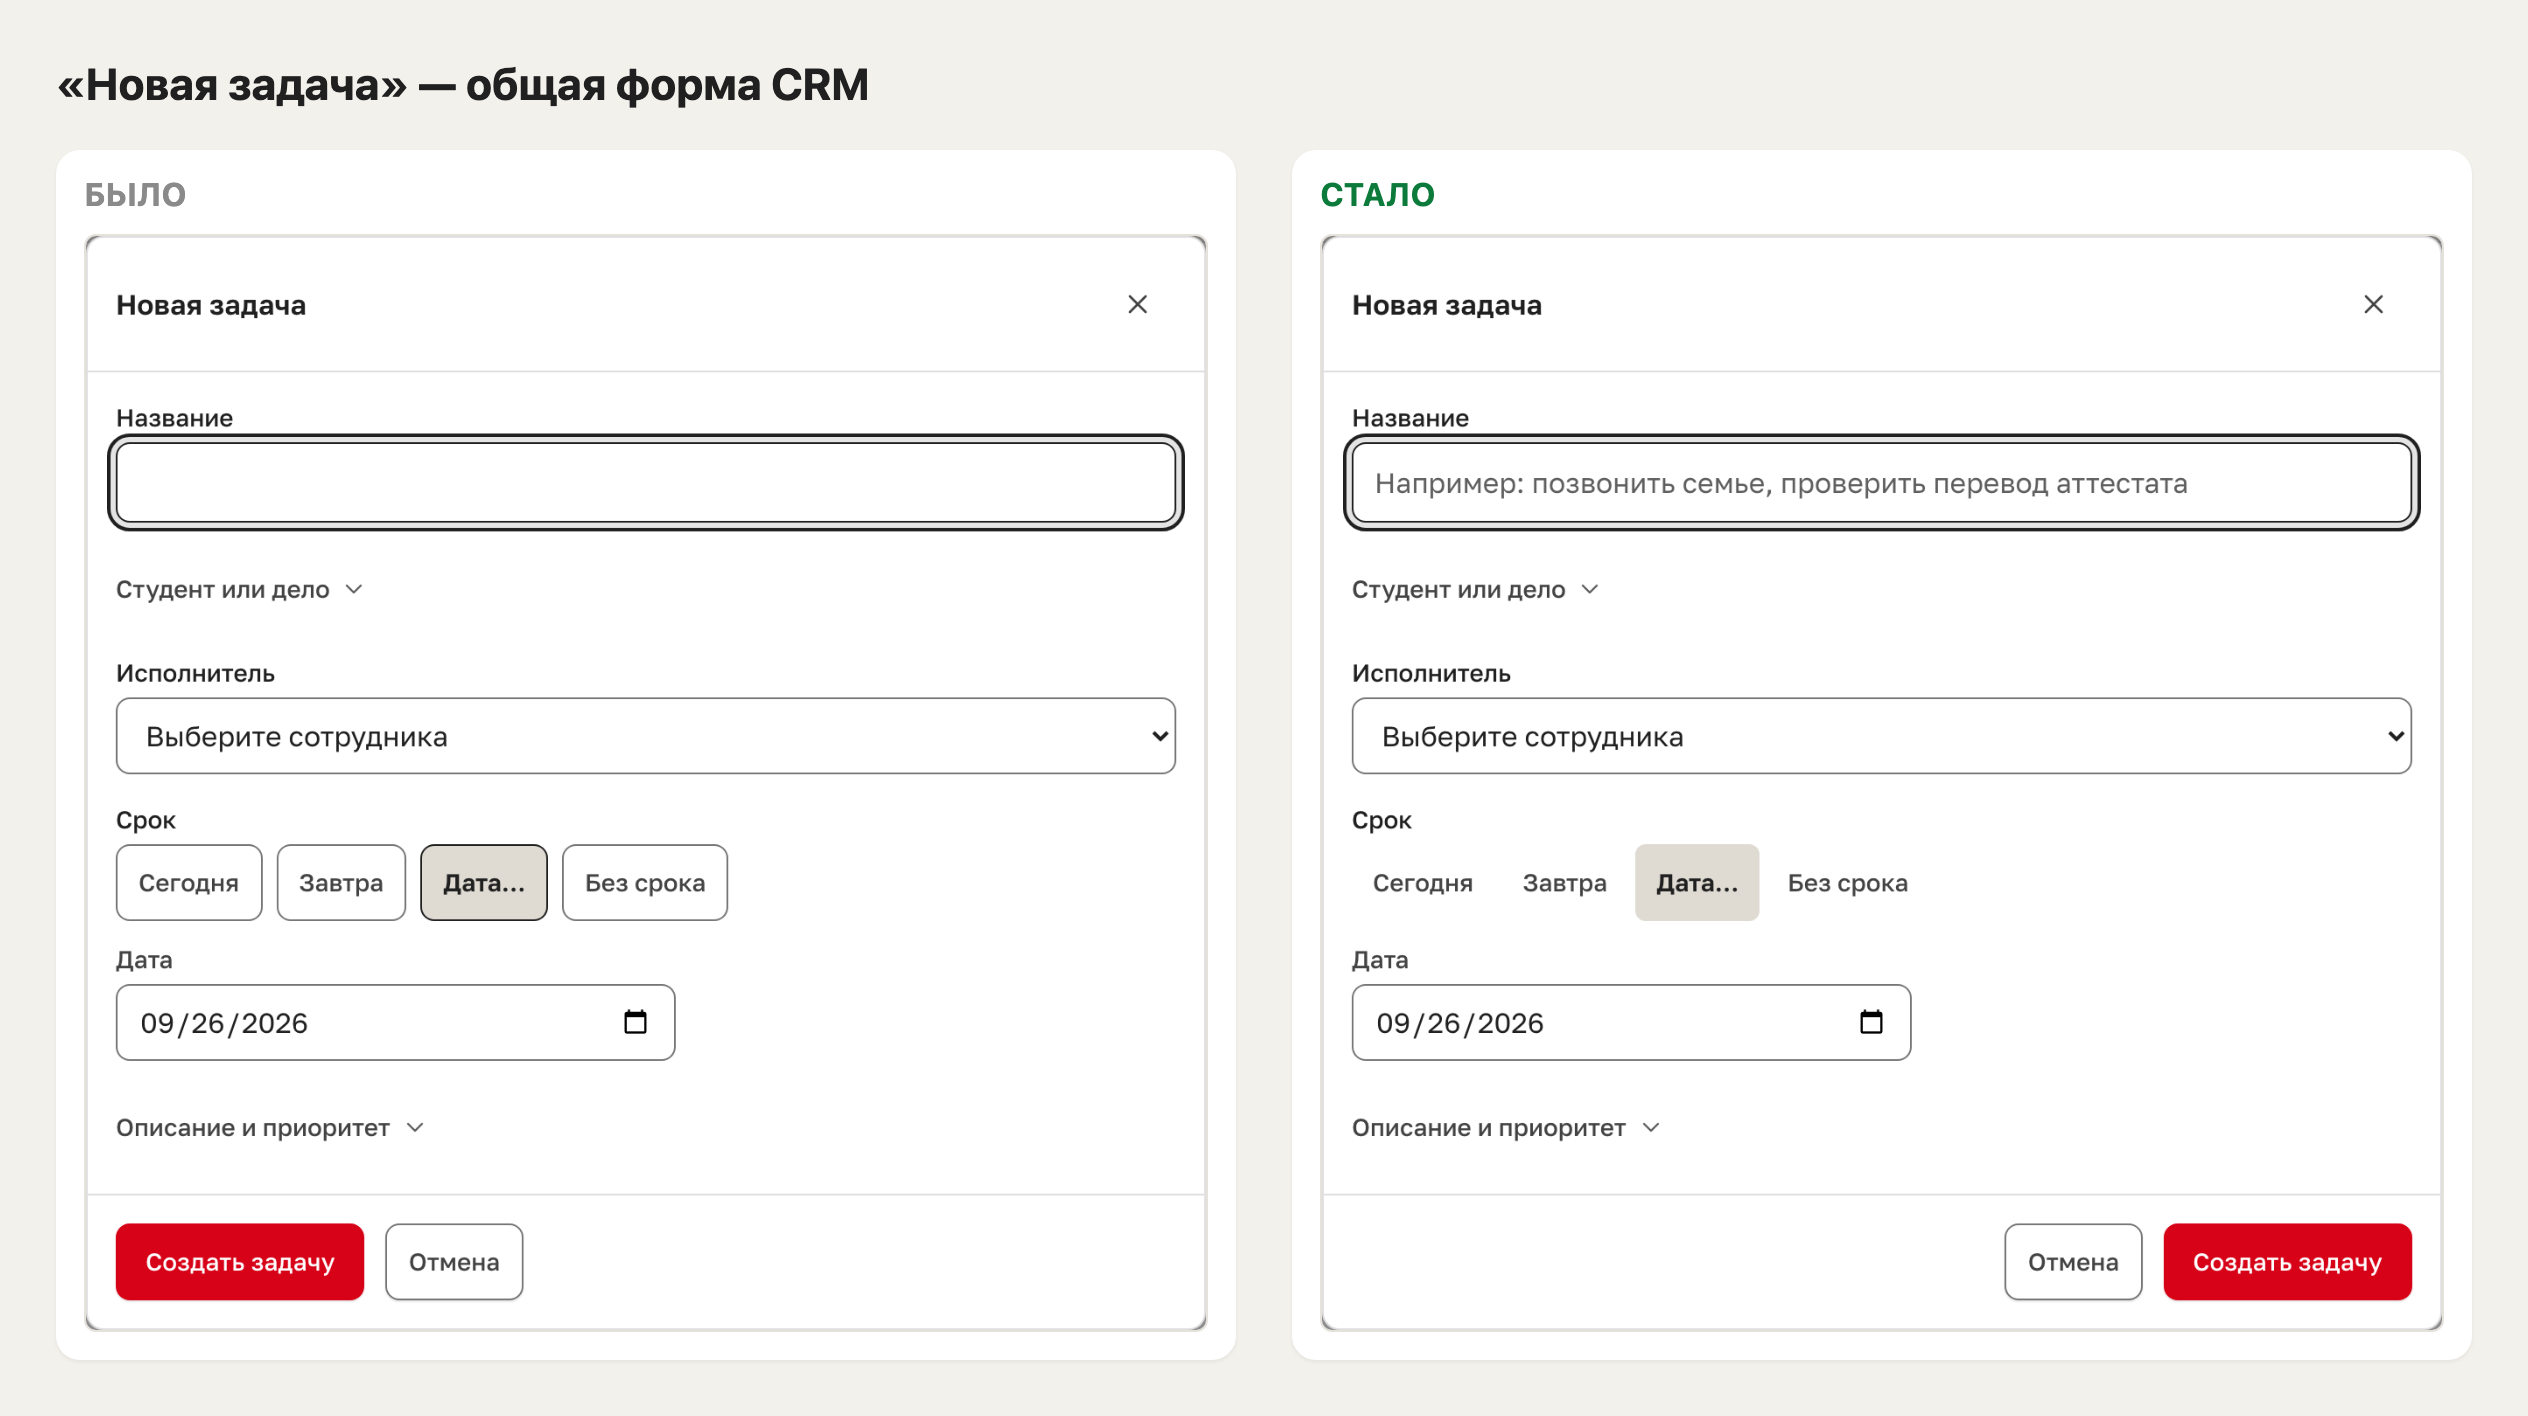 «Новая задача» — общая форма CRM
БЫЛО
Новая задача
Название
Студент или дело
Исполнитель
Выберите сотрудника
Срок
Сегодня Завтра Дата... Без срока
Дата
09/26/2026
Описание и приоритет
Создать задачу Отмена
СТАЛО
Новая задача
Название
Например: позвонить семье, проверить перевод аттестата
Студент или дело
Исполнитель
Выберите сотрудника
Срок
Сегодня Завтра Дата... Без срока
Дата
09/26/2026
Описание и приоритет
Отмена Создать задачу